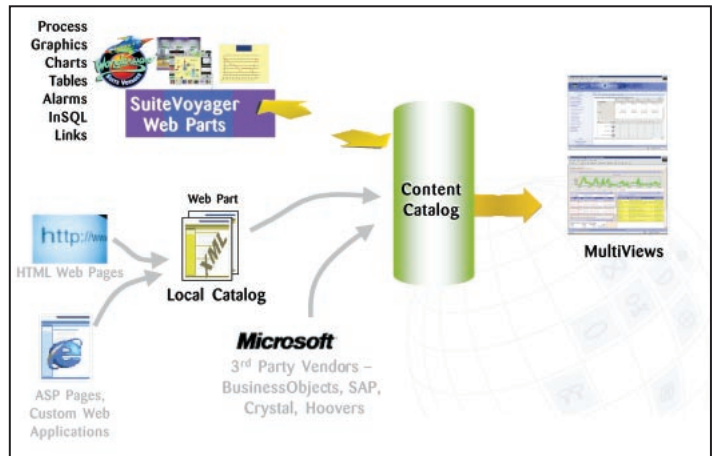 Process
Graphics
Charts
Tables
Alarms
InSQL
Links
SuiteVoyager
Web Parts
Content
Catalog
MultiViews
Web Part
XML
Local Catalog
http://ww
HTML Web Pages
ASP Pages,
Custom Web
Applications
Microsoft
3rd Party Vendors –
BusinessObjects, SAP,
Crystal, Hoovers